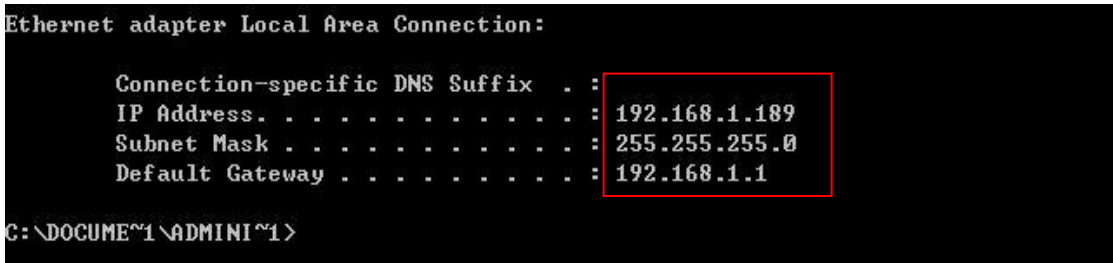 Ethernet adapter Local Area Connection:
Connection-specific DNS Suffix . :
IP Address. . . . . . . . . . . . : 192.168.1.189
Subnet Mask . . . . . . . . . . . : 255.255.255.0
Default Gateway . . . . . . . . . : 192.168.1.1
C:\DOCUME~1\ADMINI~1>